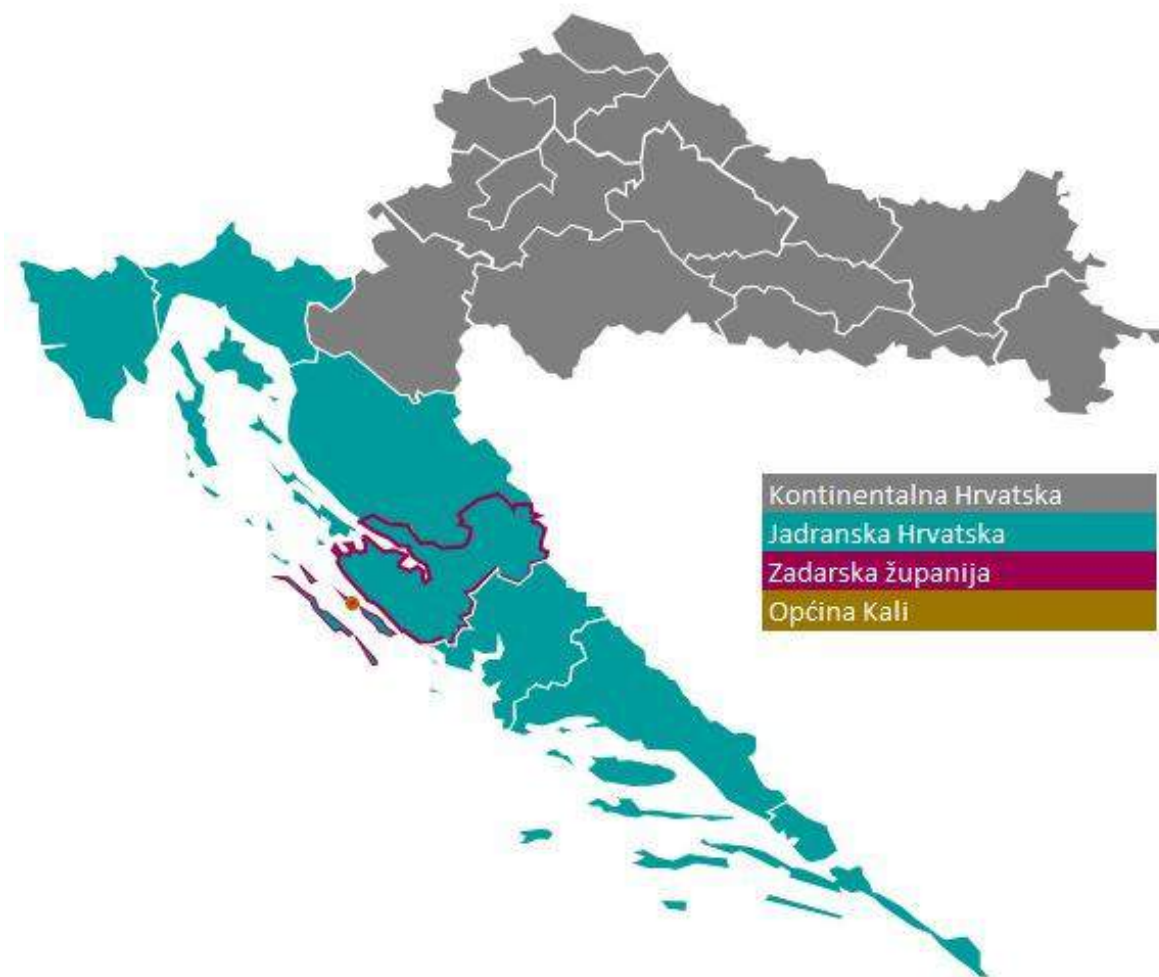 Kontinentalna Hrvatska
Jadranska Hrvatska
Zadarska županija
Općina Kali